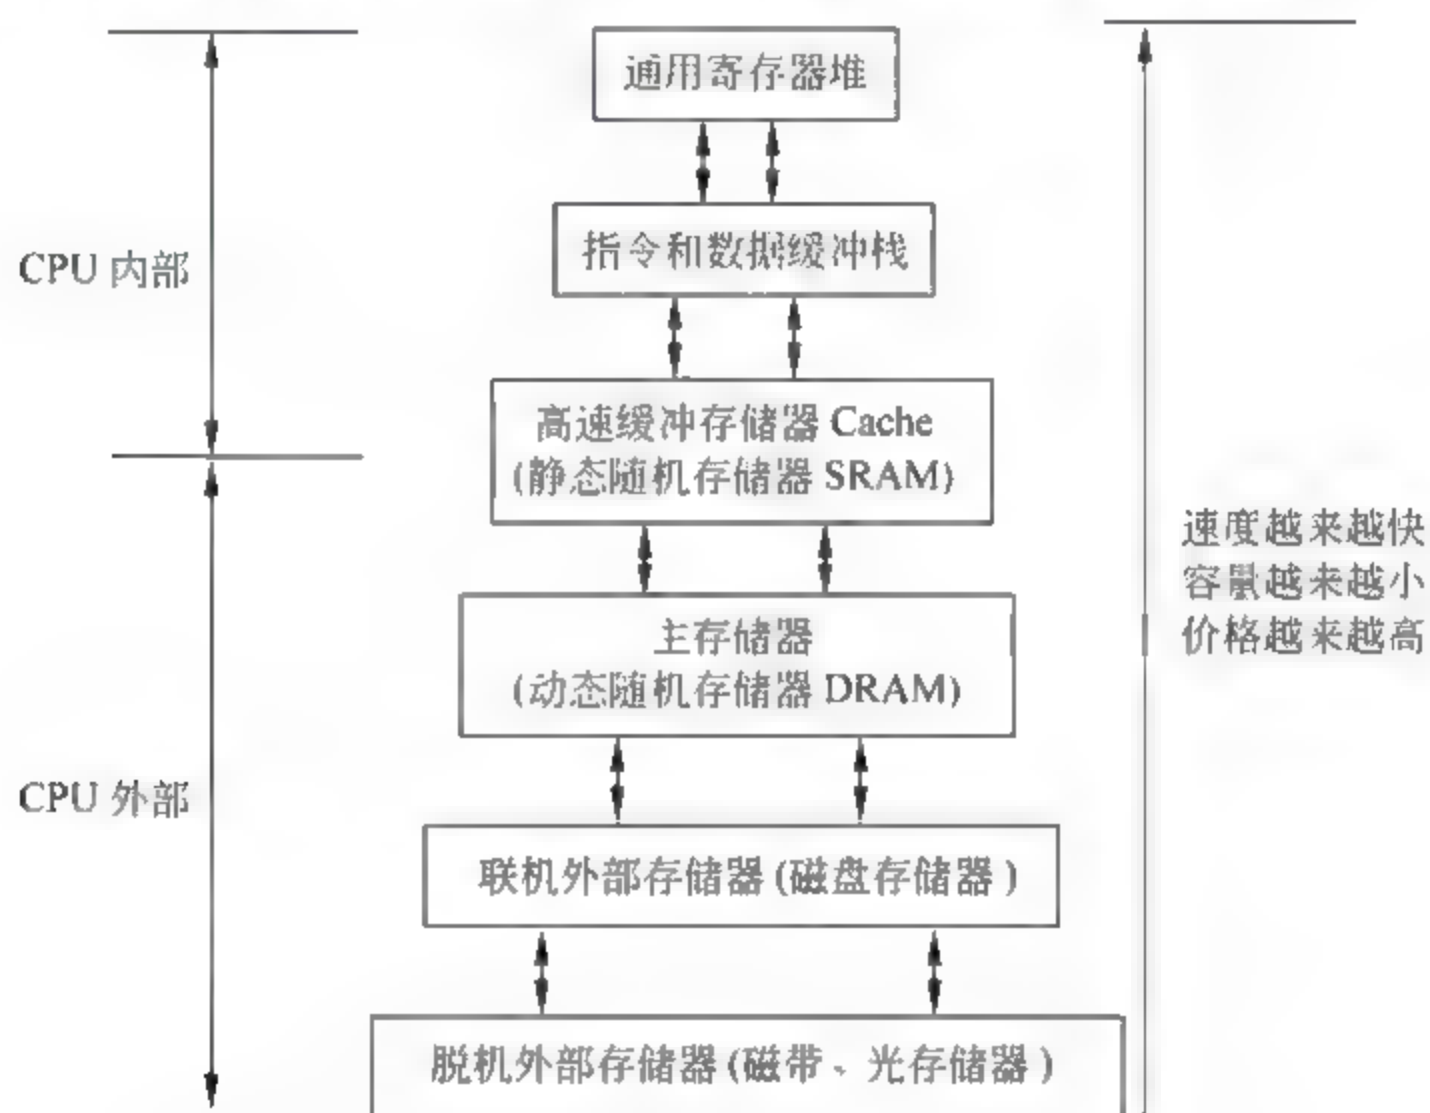 通用寄存器堆
指令和数据缓冲栈
CPU 内部
高速缓冲存储器 Cache
(静态随机存储器 SRAM)
速度越来越快
容量越来越小
价格越来越高
主存储器
(动态随机存储器 DRAM)
CPU 外部
联机外部存储器(磁盘存储器)
脱机外部存储器(磁带、光存储器)